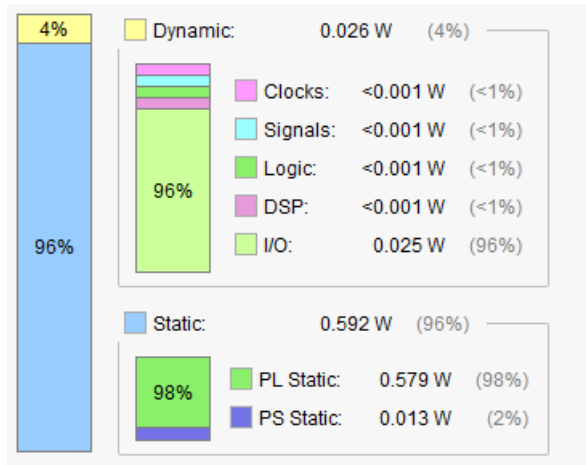 4%
96%
Dynamic: 0.026 W (4%)
96%
Clocks: <0.001 W (<1%)
Signals: <0.001 W (<1%)
Logic: <0.001 W (<1%)
DSP: <0.001 W (<1%)
I/O: 0.025 W (96%)
Static: 0.592 W (96%)
98%
PL Static: 0.579 W (98%)
PS Static: 0.013 W (2%)